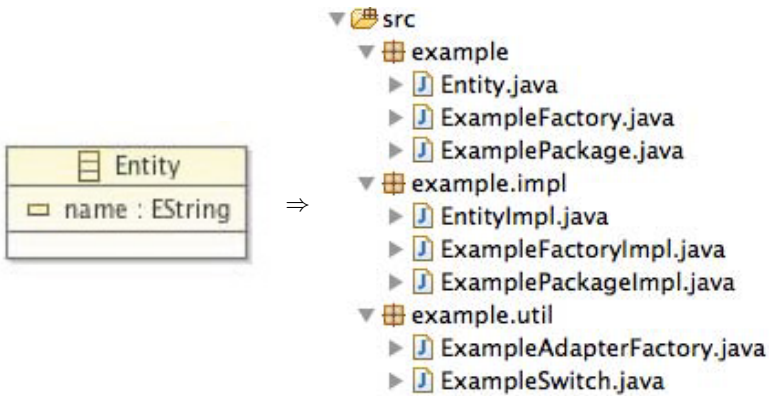 Entity
name : EString
⇒
src
example
Entity.java
ExampleFactory.java
ExamplePackage.java
example.impl
EntityImpl.java
ExampleFactoryImpl.java
ExamplePackageImpl.java
example.util
ExampleAdapterFactory.java
ExampleSwitch.java